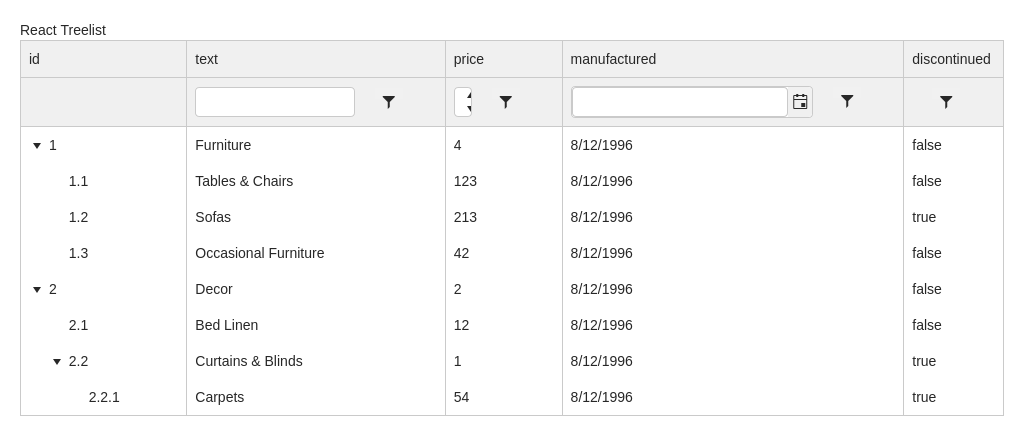 React Treelist
id text price manufactured discontinued
1 Furniture 4 8/12/1996 false
1.1 Tables & Chairs 123 8/12/1996 false
1.2 Sofas 213 8/12/1996 true
1.3 Occasional Furniture 42 8/12/1996 false
2 Decor 2 8/12/1996 false
2.1 Bed Linen 12 8/12/1996 false
2.2 Curtains & Blinds 1 8/12/1996 true
2.2.1 Carpets 54 8/12/1996 true